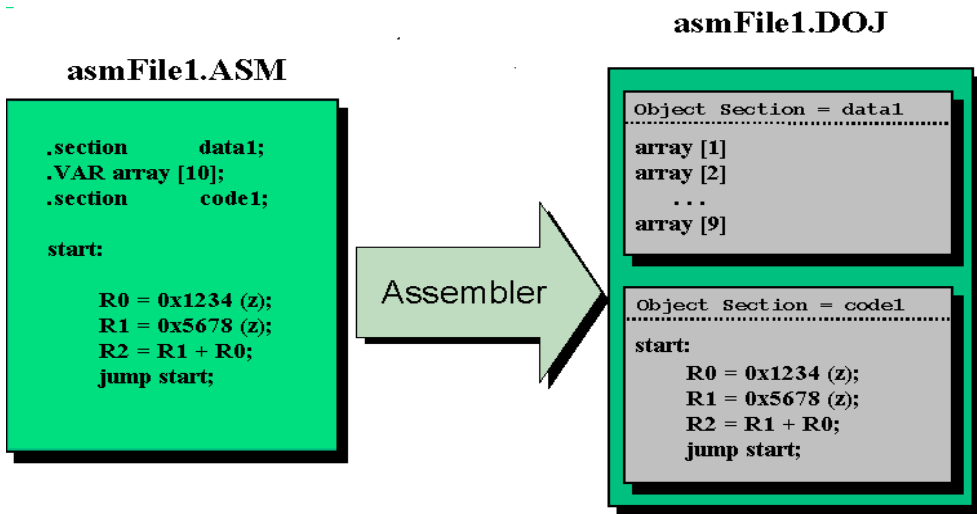 asmFile1.ASM
.section data1;
.VAR array [10];
.section code1;
start:
R0 = 0x1234 (z);
R1 = 0x5678 (z);
R2 = R1 + R0;
jump start;
Assembler
asmFile1.DOJ
Object Section = data1
array [1]
array [2]
...
array [9]
Object Section = code1
start:
R0 = 0x1234 (z);
R1 = 0x5678 (z);
R2 = R1 + R0;
jump start;